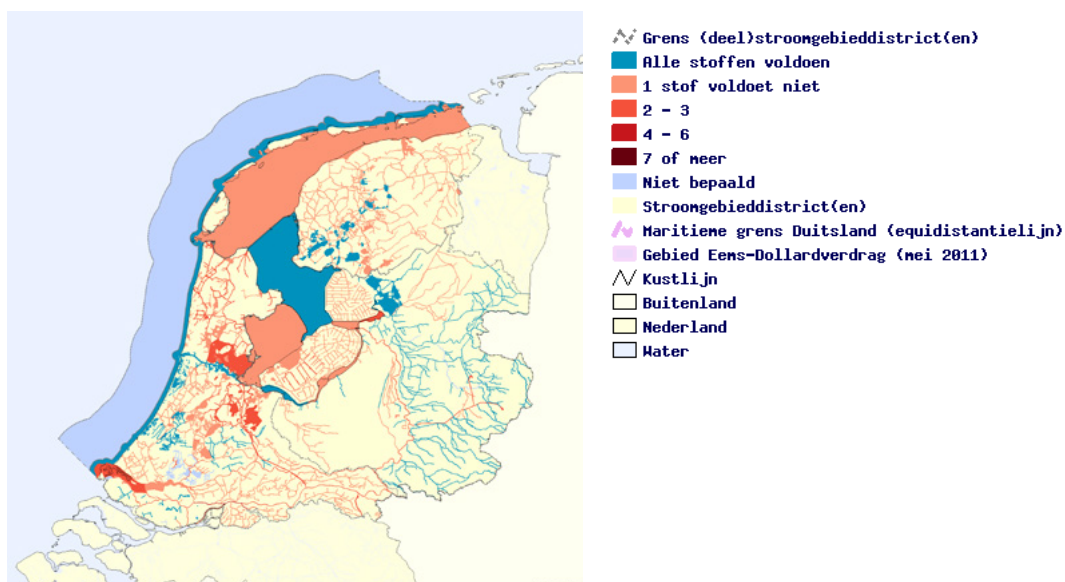 Grens (deel)stroomgebieddistrict(en)
Alle stoffen voldoen
1 stof voldoet niet
2 - 3
4 - 6
7 of meer
Niet bepaald
Stroomgebieddistrict(en)
Maritieme grens Duitsland (equidistantielijn)
Gebied Eems-Dollardverdrag (mei 2011)
Kustlijn
Buitenland
Nederland
Water